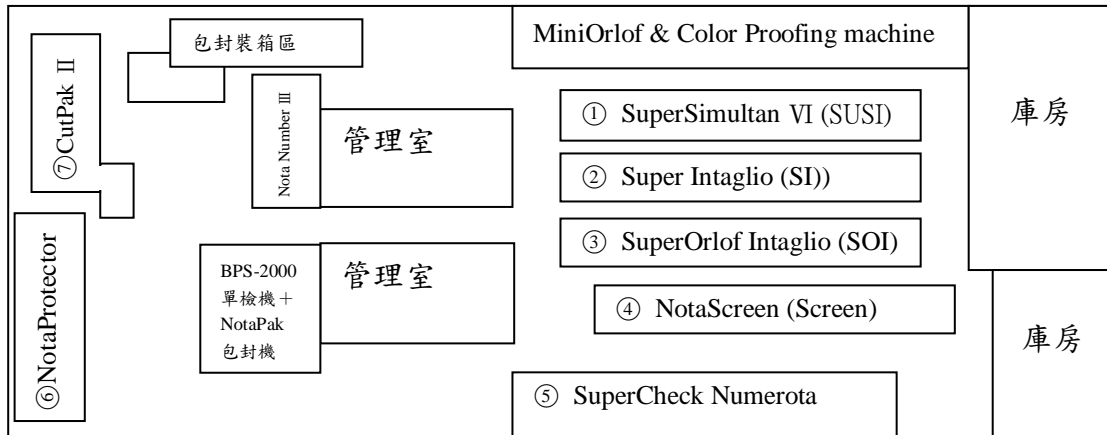 包封裝箱區
MiniOrlof & Color Proofing machine
庫房
⑦CutPak Ⅱ
Nota Number Ⅲ
管理室
① SuperSimultan Ⅵ (SUSI)
② Super Intaglio (SI))
③ SuperOrlof Intaglio (SOI)
⑥NotaProtector
BPS-2000
單檢機＋
NotaPak
包封機
管理室
④ NotaScreen (Screen)
庫房
⑤ SuperCheck Numerota